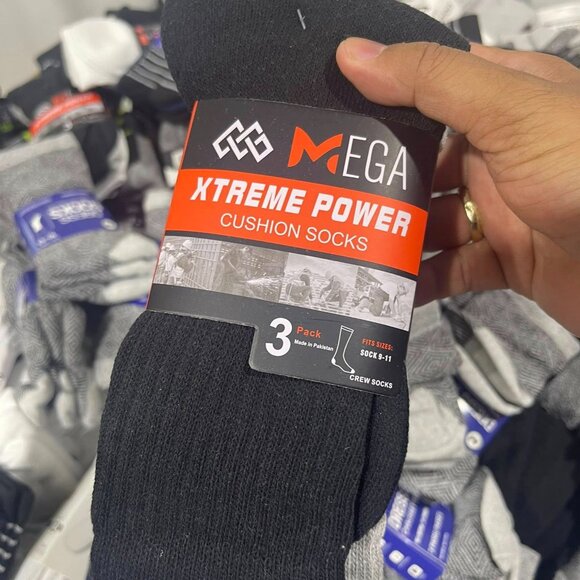 MEGA
XTREME POWER
CUSHION SOCKS
3 Pack
Made in Pakistan
FITS SIZES:
SOCK 9-11
CREW SOCKS